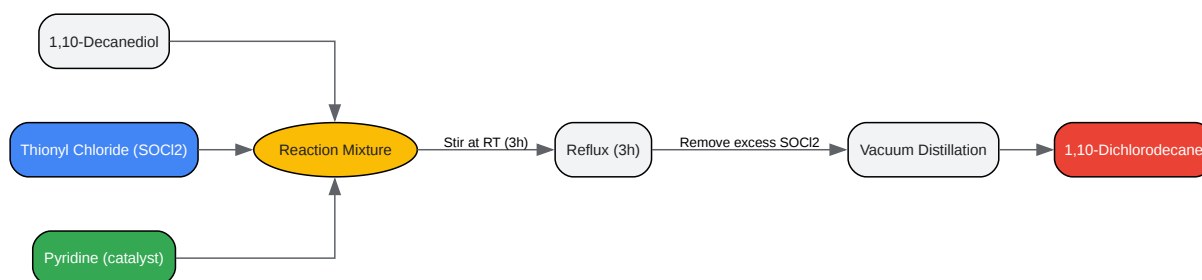 1,10-Decanediol
Thionyl Chloride (SOCl2)
Reaction Mixture
Stir at RT (3h)
Reflux (3h)
Remove excess SOCl2
Vacuum Distillation
1,10-Dichlorodecane
Pyridine (catalyst)